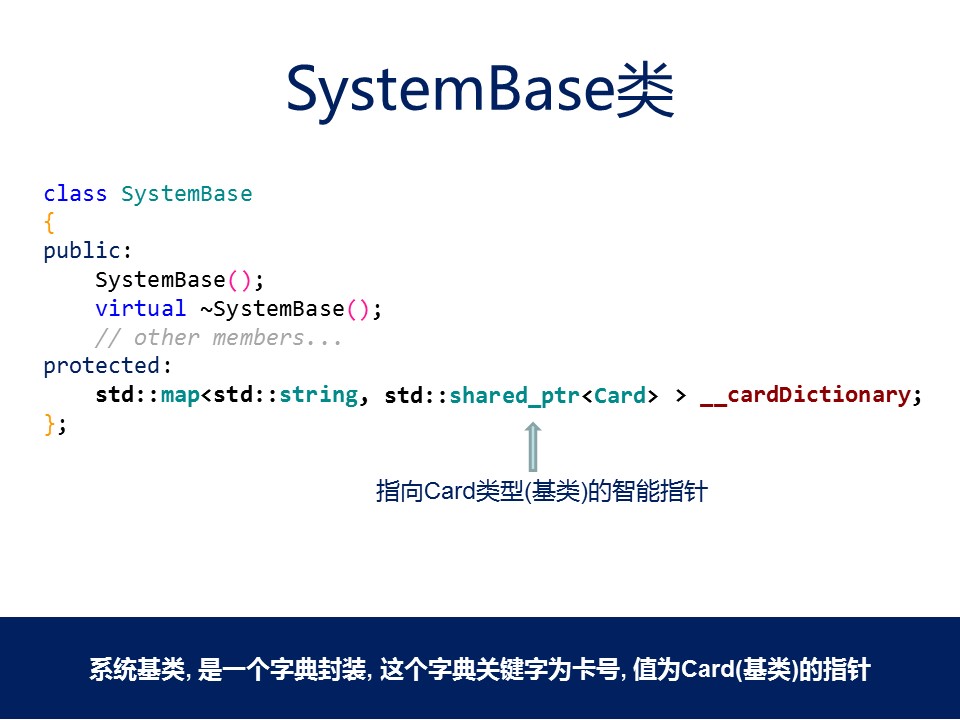 SystemBase类
class SystemBase
{
public:
    SystemBase();
    virtual ~SystemBase();
    // other members...
protected:
    std::map<std::string, std::shared_ptr<Card> > __cardDictionary;
};
指向Card类型(基类)的智能指针
系统基类, 是一个字典封装, 这个字典关键字为卡号, 值为Card(基类)的指针